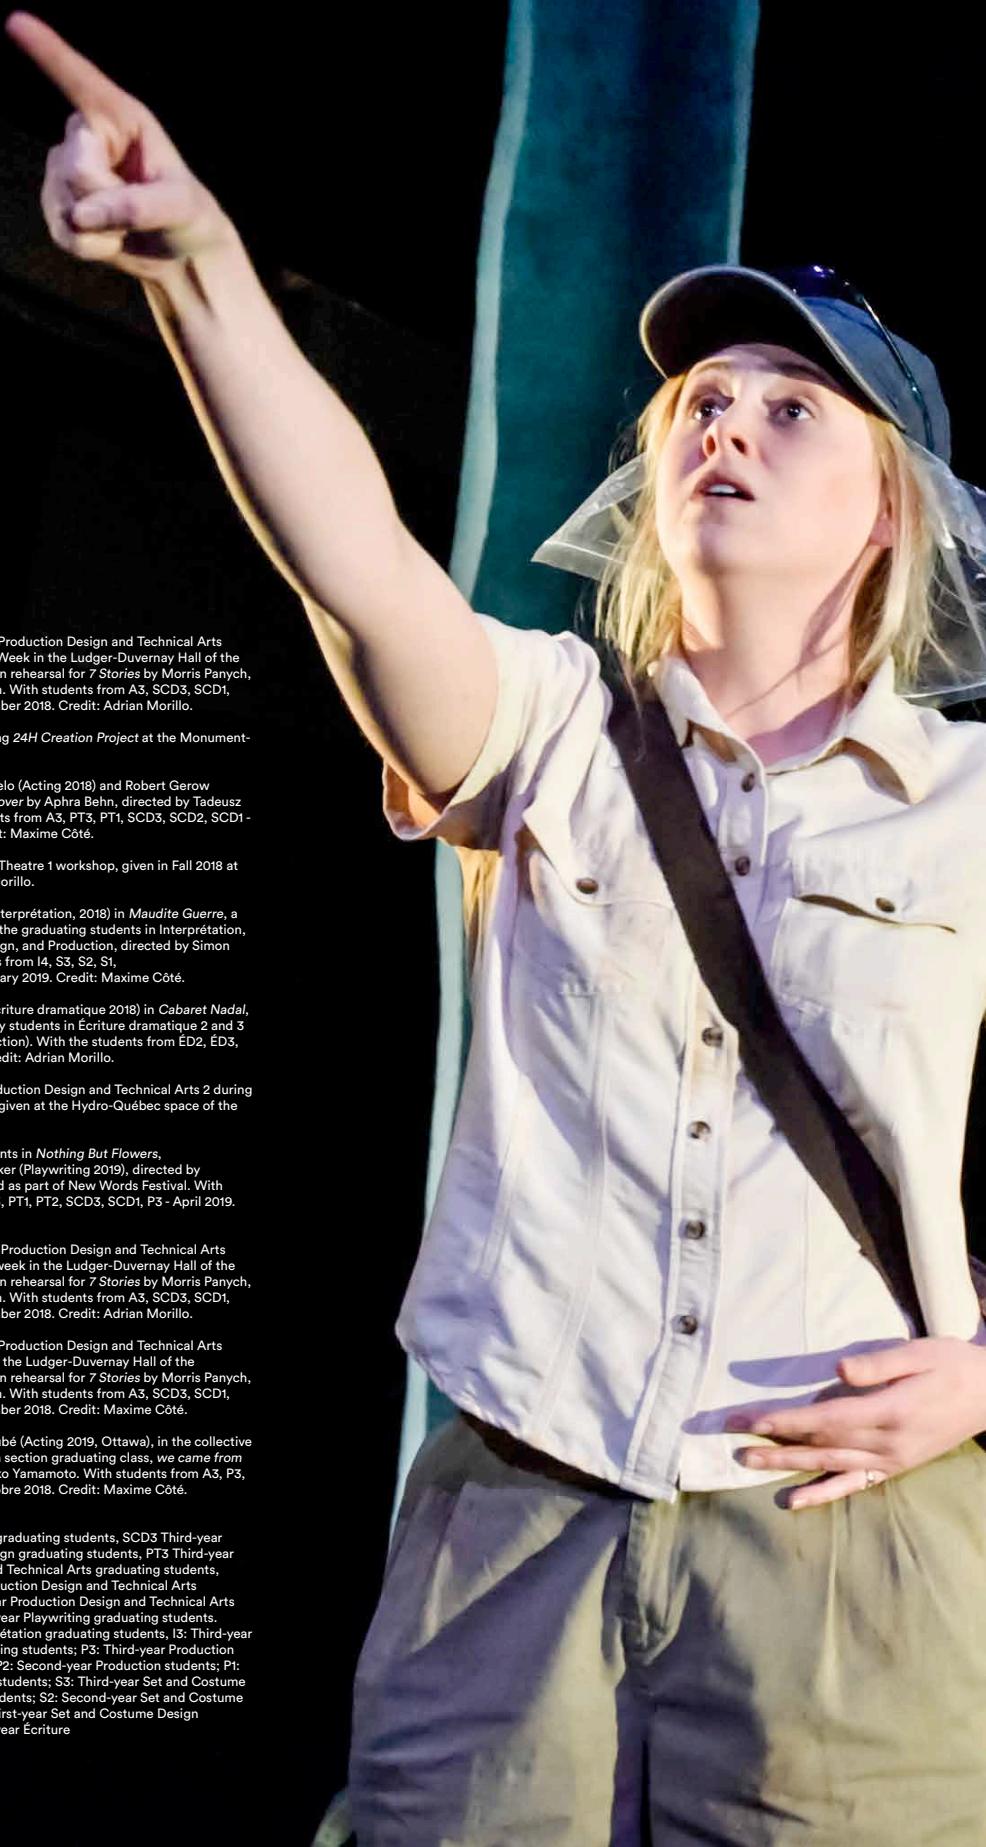 Production Design and Technical Arts
Week in the Ludger-Duvernay Hall of the
n rehearsal for 7 Stories by Morris Panych,
. With students from A3, SCD3, SCD1,
ber 2018. Credit: Adrian Morillo.
g 24H Creation Project at the Monument-
elo (Acting 2018) and Robert Gerow
over by Aphra Behn, directed by Tadeusz
ts from A3, PT3, PT1, SCD3, SCD2, SCD1 -
t: Maxime Côté.
Theatre 1 workshop, given in Fall 2018 at
orillo.
terprétation, 2018) in Maudite Guerre, a
the graduating students in Interprétation,
gn, and Production, directed by Simon
s from I4, S3, S2, S1,
ary 2019. Credit: Maxime Côté.
criture dramatique 2018) in Cabaret Nadal,
y students in Écriture dramatique 2 and 3
ction). With the students from ÉD2, ÉD3,
edit: Adrian Morillo.
duction Design and Technical Arts 2 during
given at the Hydro-Québec space of the
nts in Nothing But Flowers,
ker (Playwriting 2019), directed by
d as part of New Words Festival. With
, PT1, PT2, SCD3, SCD1, P3 - April 2019.
Production Design and Technical Arts
week in the Ludger-Duvernay Hall of the
n rehearsal for 7 Stories by Morris Panych,
. With students from A3, SCD3, SCD1,
ber 2018. Credit: Adrian Morillo.
Production Design and Technical Arts
the Ludger-Duvernay Hall of the
n rehearsal for 7 Stories by Morris Panych,
. With students from A3, SCD3, SCD1,
ber 2018. Credit: Maxime Côté.
bé (Acting 2019, Ottawa), in the collective
section graduating class, we came from
ko Yamamoto. With students from A3, P3,
obre 2018. Credit: Maxime Côté.
graduating students, SCD3 Third-year
gn graduating students, PT3 Third-year
d Technical Arts graduating students,
uction Design and Technical Arts
r Production Design and Technical Arts
year Playwriting graduating students.
étation graduating students, I3: Third-year
ing students; P3: Third-year Production
P2: Second-year Production students; P1:
students; S3: Third-year Set and Costume
dents; S2: Second-year Set and Costume
irst-year Set and Costume Design
year Écriture